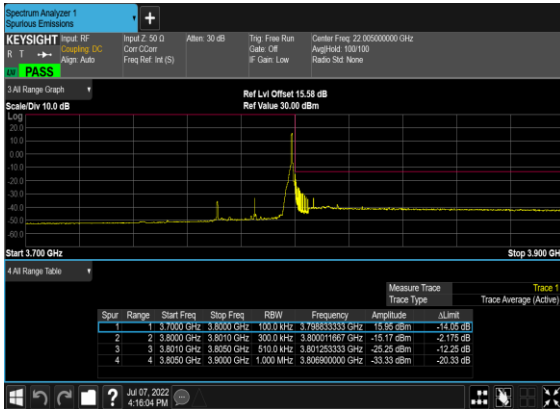 Spectrum Analyzer 1
Spurious Emissions
KEYSIGHT Input: RF Input Z: 50 Ω Atten: 30 dB Trig: Free Run Center Freq: 22.005000000 GHz
R T Coupling: DC Corr CCorr Gate: Off Avg|Hold: 100/100
Align: Auto Freq Ref: Int (S) IF Gain: Low Radio Std: None
PASS
3 All Range Graph
Ref Lvl Offset 15.58 dB
Scale/Div 10.0 dB Ref Value 30.00 dBm
Log
20.0
10.0
0.00
-10.0
-20.0
-30.0
-40.0
-50.0
-60.0
Start 3.700 GHz Stop 3.900 GH
4 All Range Table
Measure Trace Trace 1
Trace Type Trace Average (Active)
Spur Range Start Freq Stop Freq RBW Frequency Amplitude ΔLimit
1 1 3.7000 GHz 3.8000 GHz 100.0 kHz 3.798833333 GHz 15.95 dBm -14.05 dB
2 2 3.8000 GHz 3.8010 GHz 300.0 kHz 3.800011667 GHz -15.17 dBm -2.175 dB
3 3 3.8010 GHz 3.8050 GHz 510.0 kHz 3.801253333 GHz -25.25 dBm -12.25 dB
4 4 3.8050 GHz 3.9000 GHz 1.000 MHz 3.806900000 GHz -33.33 dBm -20.33 dB
? Jul 07, 2022
4:16:04 PM